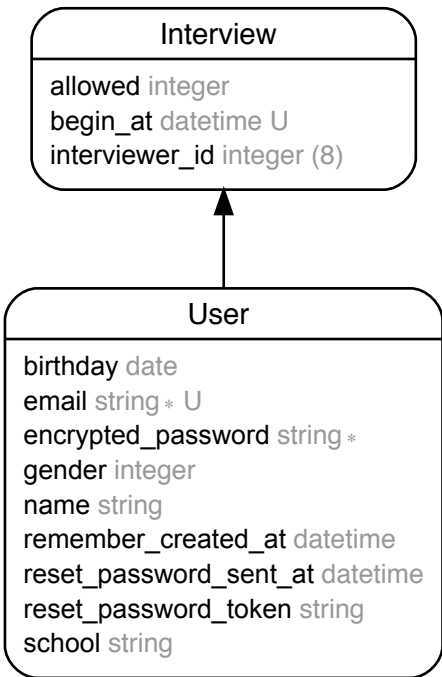 Interview
allowed integer
begin_at datetime U
interviewer_id integer (8)
User
birthday date
email string * U
encrypted_password string *
gender integer
name string
remember_created_at datetime
reset_password_sent_at datetime
reset_password_token string
school string